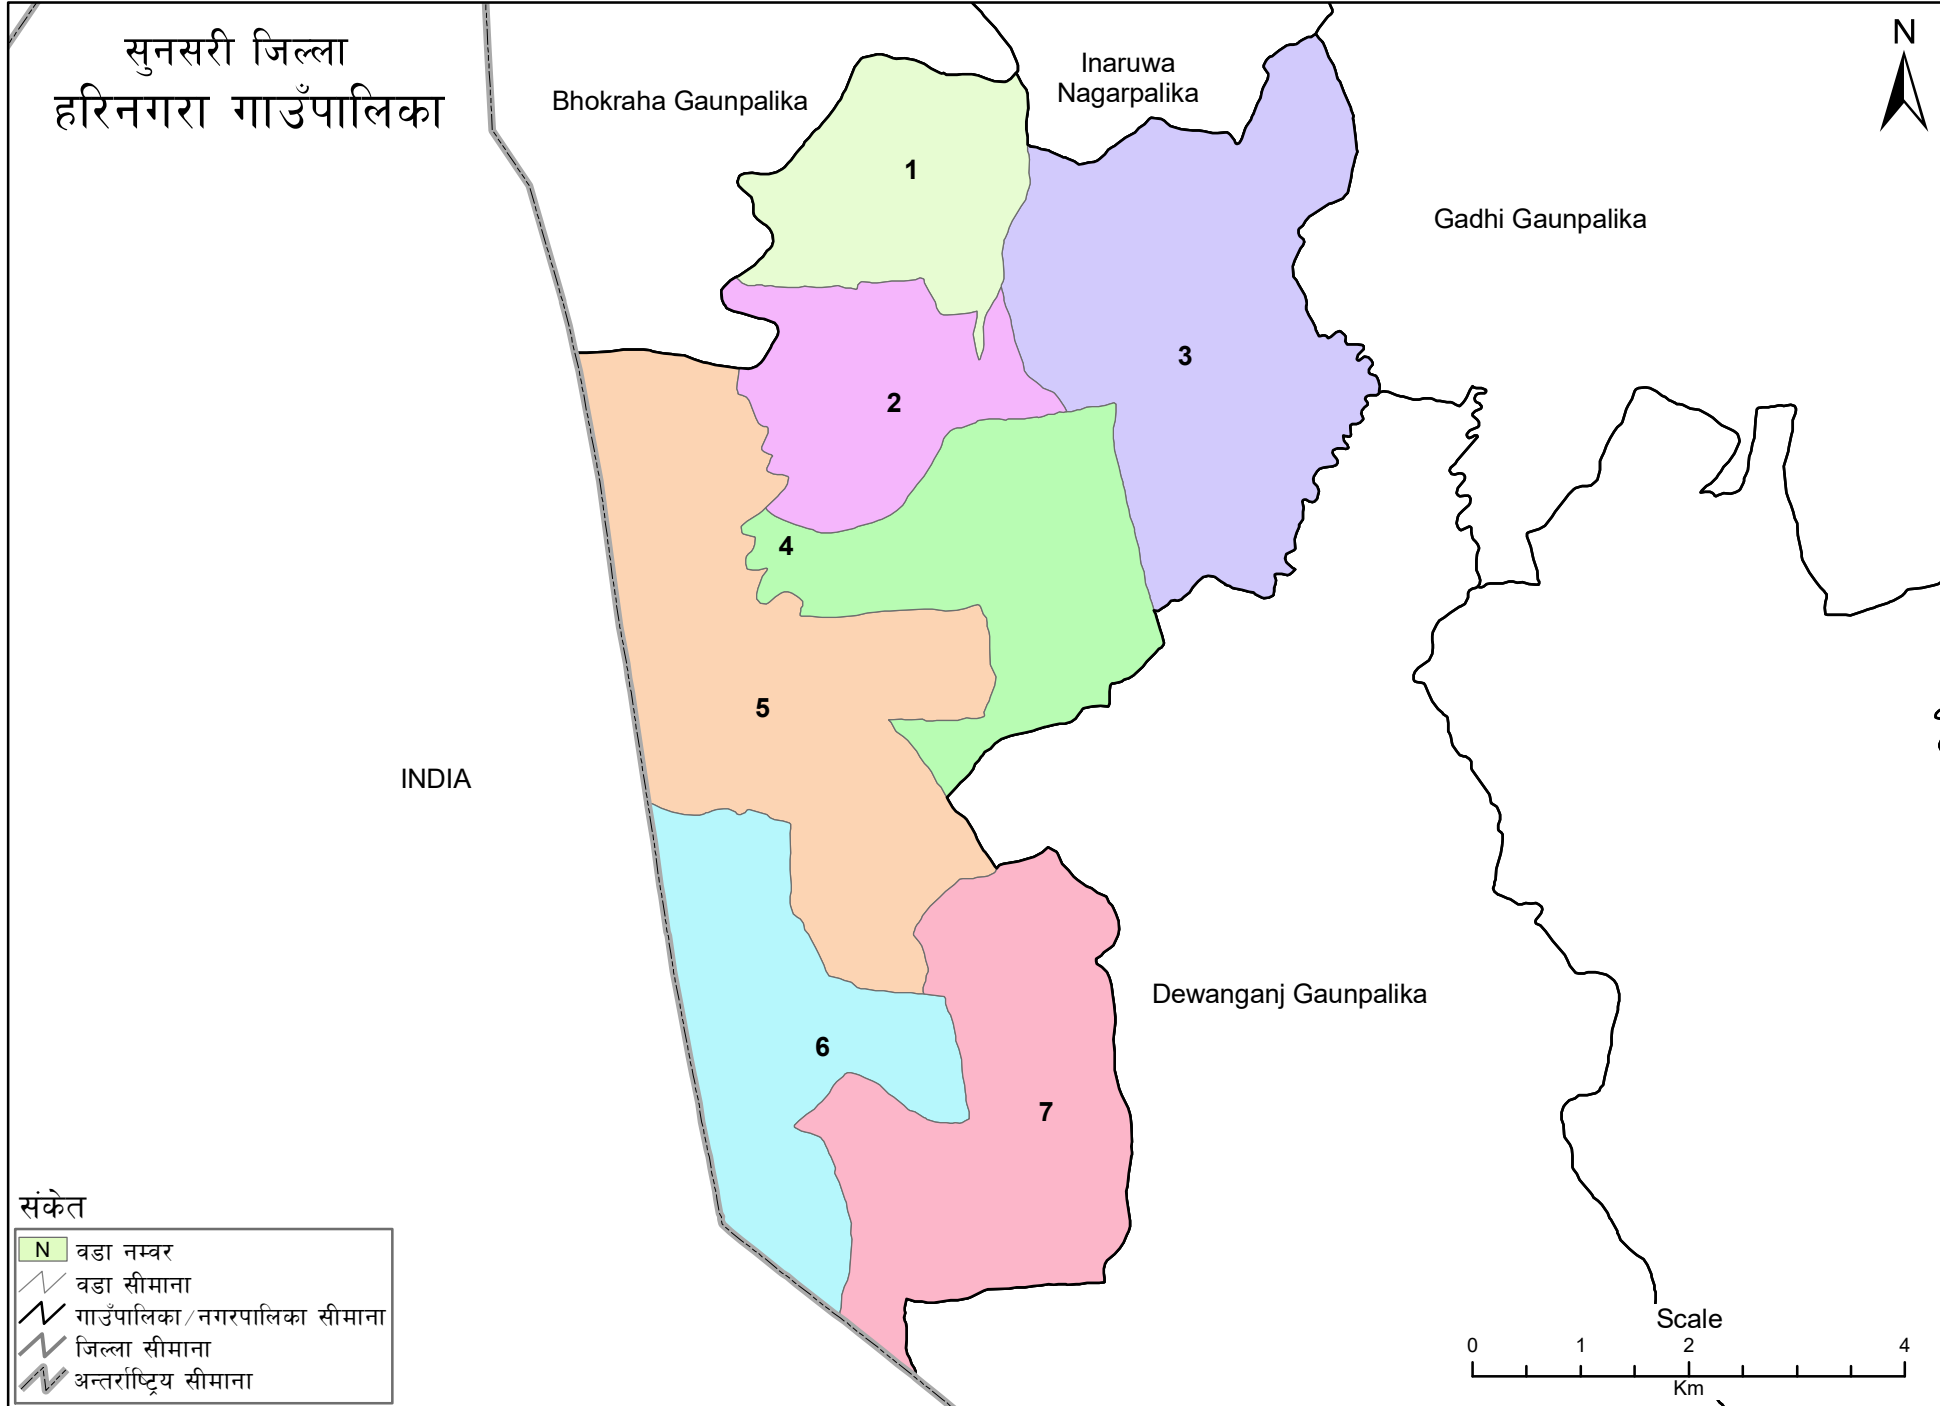 सुनसरी जिल्ला
हरिनगरा गाउँपालिका
N
Inaruwa
Nagarpalika
Bhokraha Gaunpalika
1
Gadhi Gaunpalika
3
2
4
5
INDIA
Dewanganj Gaunpalika
6
7
संकेत
N वडा नम्वर
वडा सीमाना
गाउँपालिका/नगरपालिका सीमाना
जिल्ला सीमाना
अन्तर्राष्ट्रिय सीमाना
Scale
0 1 2 4
Km